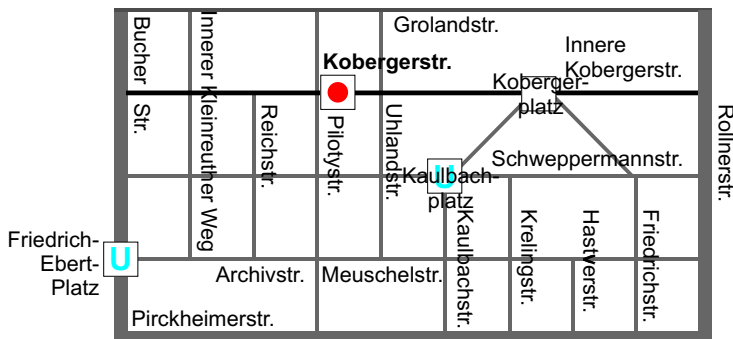 Grolandstr.
Innere
Kobergerstr.
Kobergerstr.
Koberger-
platz
Bucher
Str.
Innerer Kleinreuther Weg
Reichstr.
Pilotystr.
Uhlandstr.
Rollnerstr.
Schweppermannstr.
U
Kaulbach-
platz
Kaulbachstr.
Krelingstr.
Hastverstr.
Friedrichstr.
Friedrich-
Ebert-
Platz
U
Archivstr.
Meuschelstr.
Pirckheimerstr.